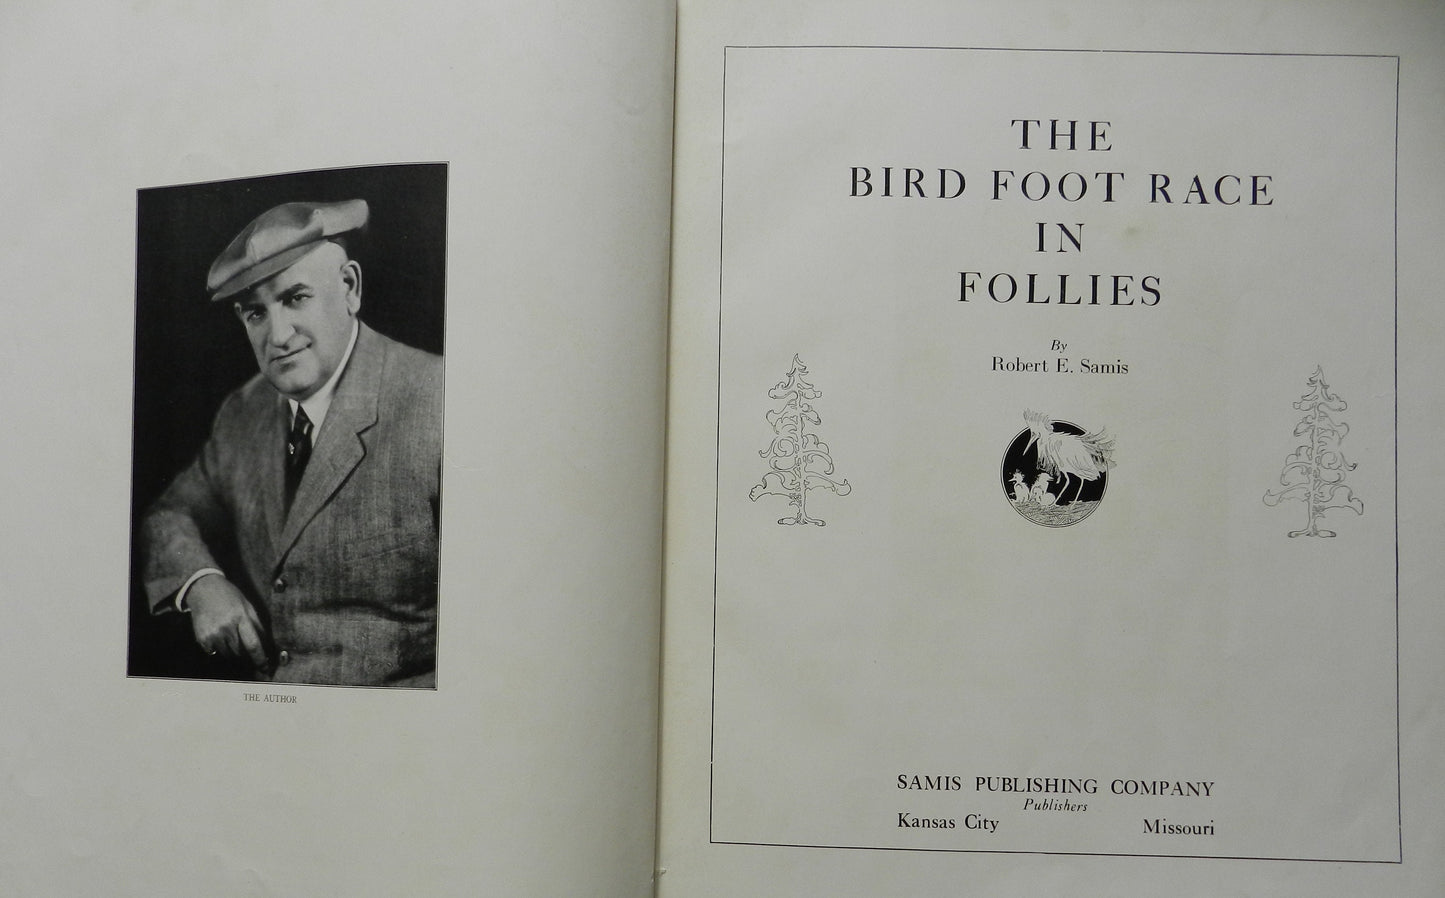 THE AUTHOR
THE
BIRD FOOT RACE
IN
FOLLIES
By
Robert E. Samis
SAMIS PUBLISHING COMPANY
Publishers
Kansas City Missouri